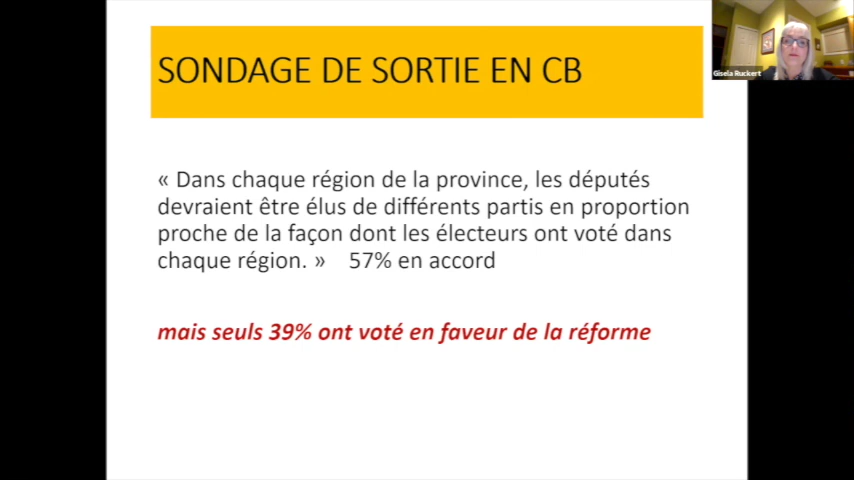 SONDAGE DE SORTIE EN CB
Gisela Ruckert
« Dans chaque région de la province, les députés
devraient être élus de différents partis en proportion
proche de la façon dont les électeurs ont voté dans
chaque région. » 57% en accord
mais seuls 39% ont voté en faveur de la réforme